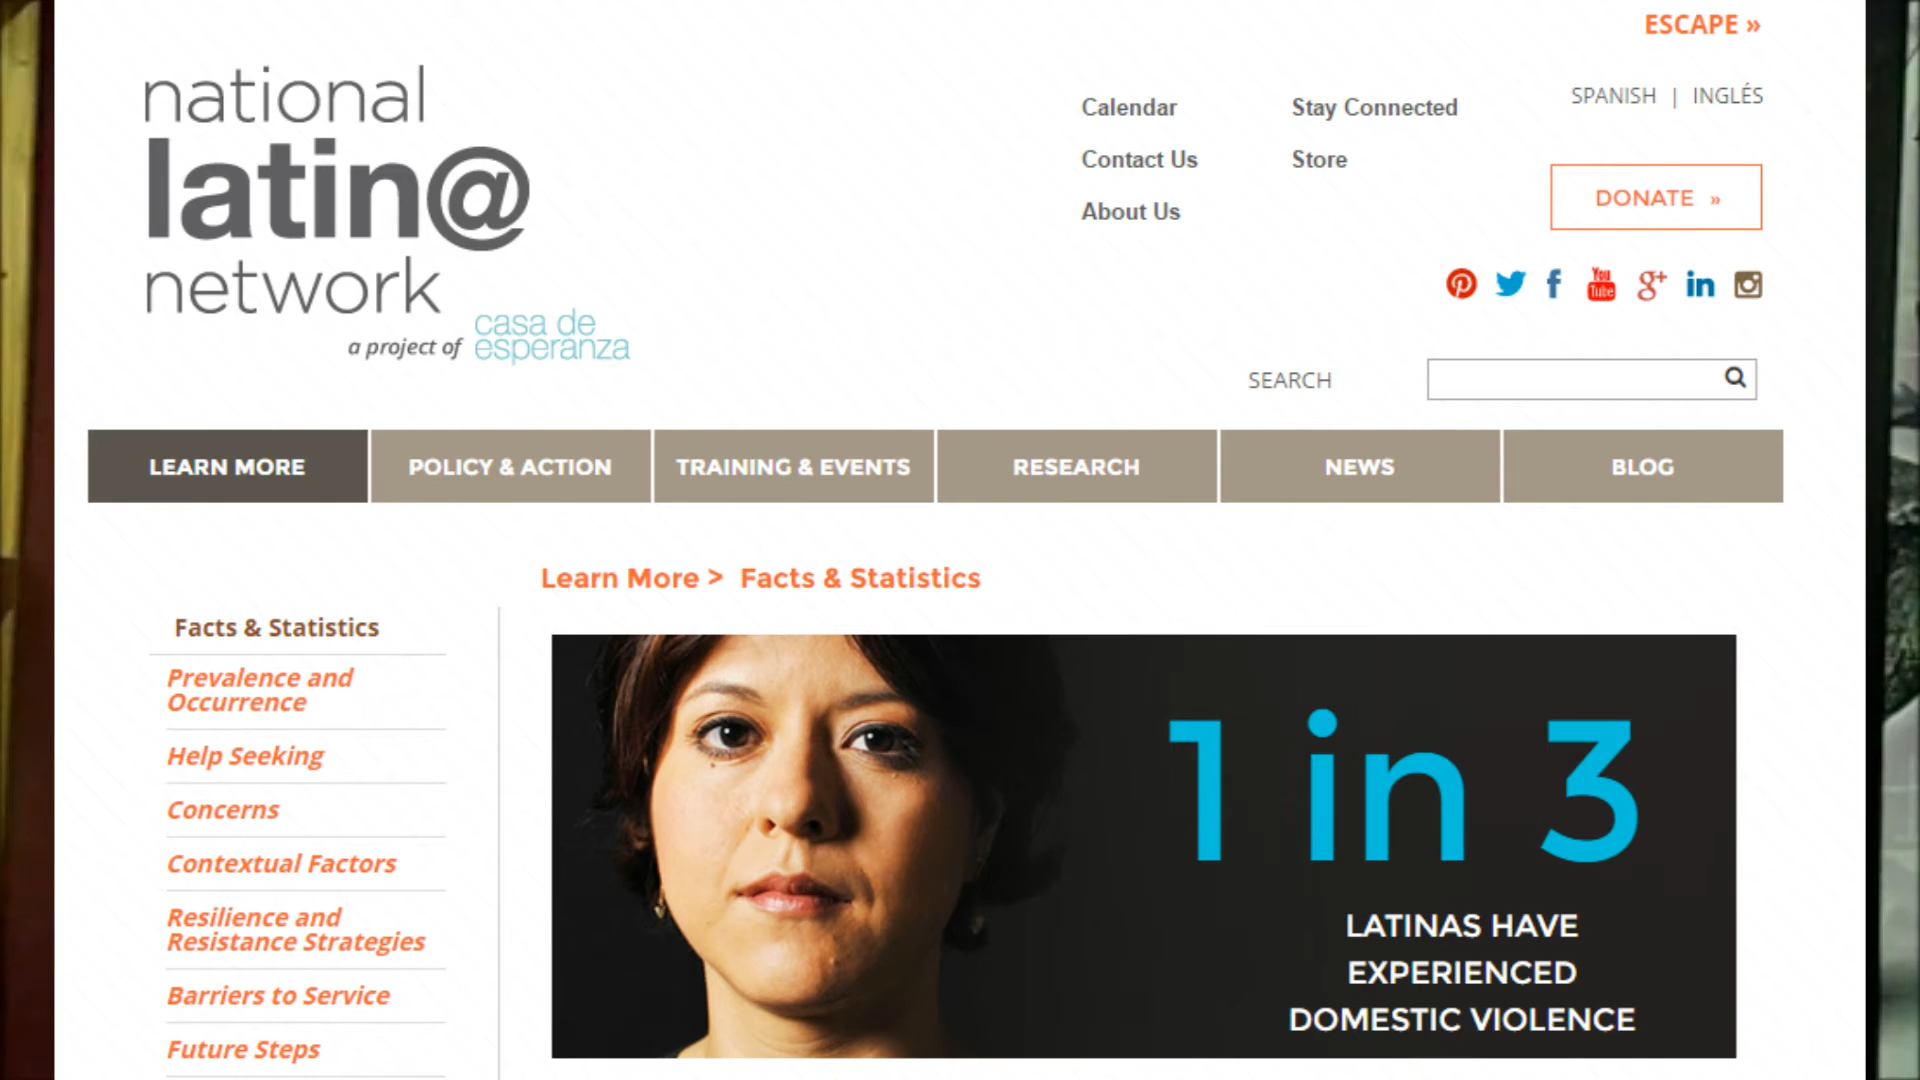 ESCAPE »
national
latin@
network
a project of casa de
esperanza
Calendar
Stay Connected
SPANISH | INGLÉS
Contact Us
Store
About Us
DONATE »
You
Tube
SEARCH
LEARN MORE
POLICY & ACTION
TRAINING & EVENTS
RESEARCH
NEWS
BLOG
Learn More > Facts & Statistics
Facts & Statistics
Prevalence and
Occurrence
Help Seeking
Concerns
Contextual Factors
Resilience and
Resistance Strategies
Barriers to Service
Future Steps
1 in 3
LATINAS HAVE
EXPERIENCED
DOMESTIC VIOLENCE